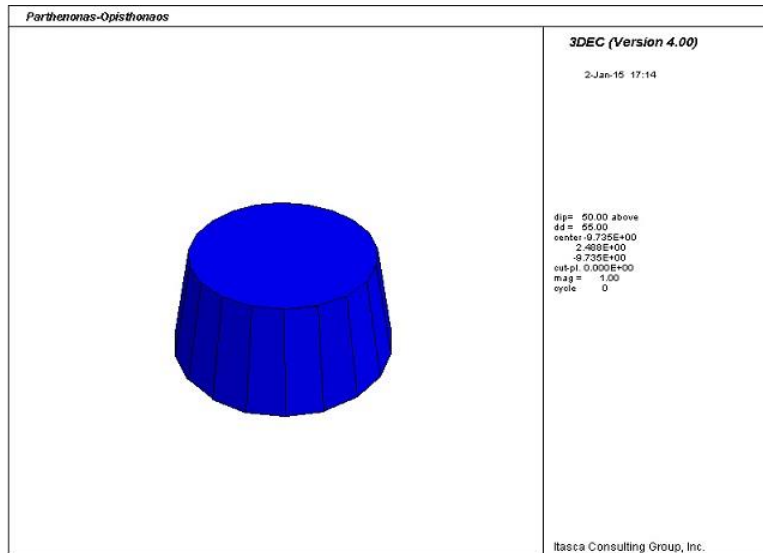 Parthenonas-Opisthonaos
3DEC (Version 4.00)
2-Jan-15 17:14
dip= 50.00 above
dd = 55.00
center -9.735E+00
2.488E+00
-9.735E+00
cut-pl. 0.000E+00
mag = 1.00
cycle 0
Itasca Consulting Group, Inc.